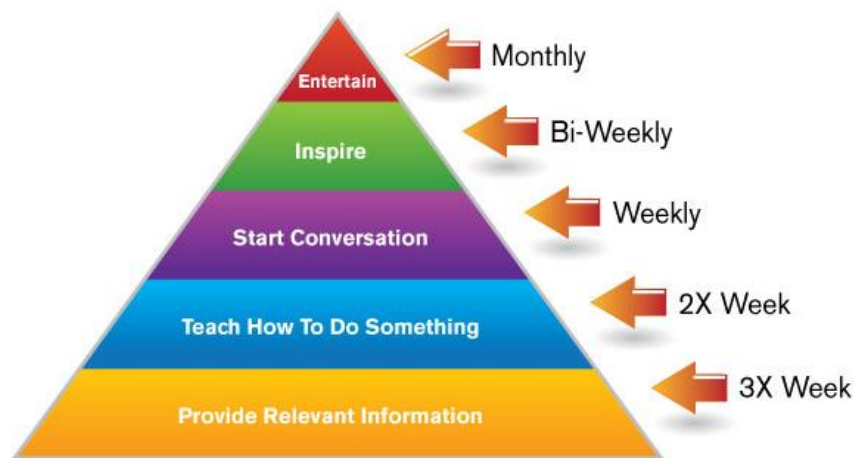 Entertain
Monthly
Inspire
Bi-Weekly
Start Conversation
Weekly
Teach How To Do Something
2X Week
Provide Relevant Information
3X Week